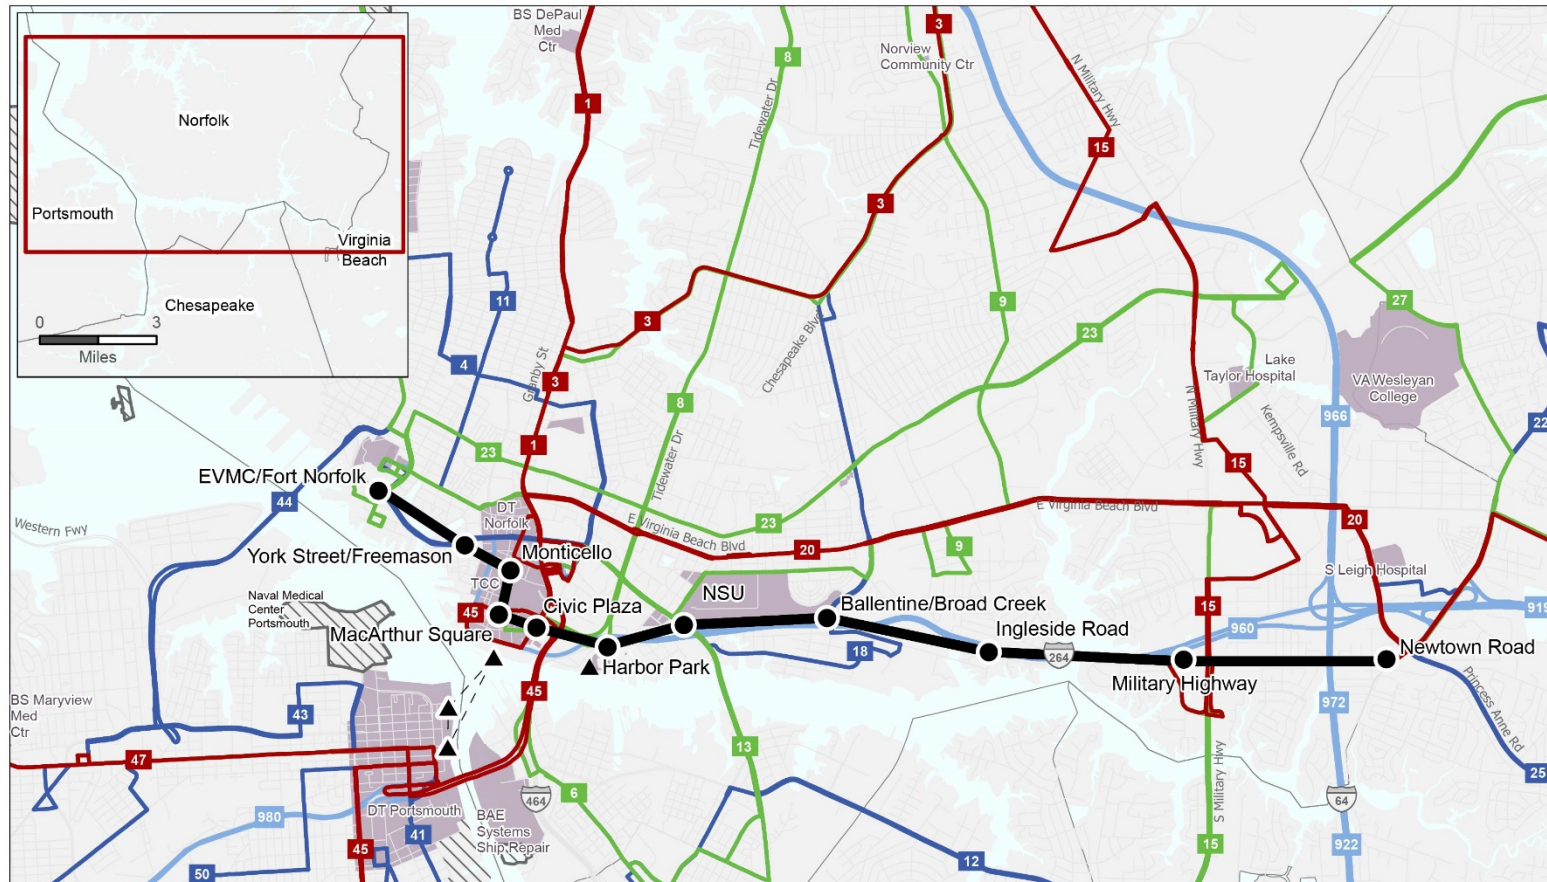 Norfolk
Portsmouth
Virginia
Beach
Chesapeake
0
3
Miles
BS DePaul
Med
Ctr
Norview
Community Ctr
3
8
Tidewater Dr
N Military Hwy
1
15
3
11
9
27
3
23
Chesapeake Blvd
4
Granby St
3
8
Lake
Taylor Hospital
VA Wesleyan
College
N Military Hwy
Kempsville
Rd
966
22
1
23
Tidewater Dr
15
EVMC/Fort Norfolk
44
Western Fwy
DT
Norfolk
E Virginia Beach Blvd
23
E Virginia Beach Blvd
20
20
9
York Street/Freemason
Monticello
TCC
S Leigh Hospital
Naval Medical
Center
Portsmouth
45
Civic Plaza
NSU
Ballentine/Broad Creek
15
919
MacArthur Square
960
Ingleside Road
18
264
Newtown Road
Harbor Park
Military Highway
45
BS Maryview
Med
Ctr
43
972
Princess Anne Rd
13
47
S Military Hwy
25
464
6
64
980
DT Portsmouth
BAE
Systems
Ship Repair
41
45
15
922
50
12